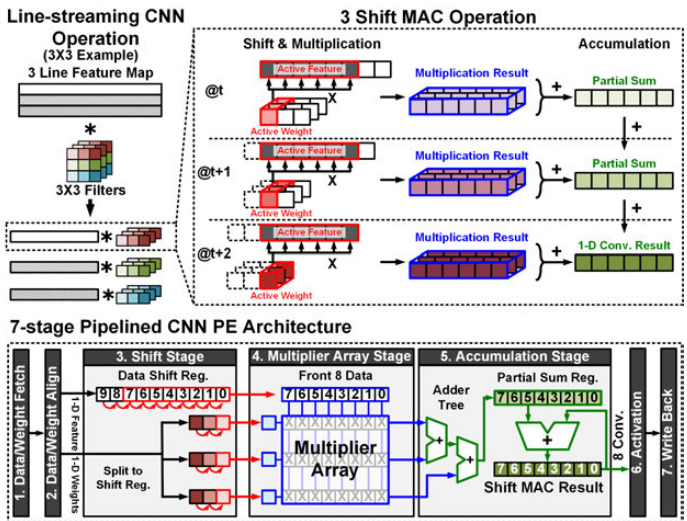 Line-streaming CNN
Operation
(3X3 Example)
3 Line Feature Map
*
3X3 Filters
*
*
*
3 Shift MAC Operation
Shift & Multiplication
Accumulation
@t
Active Feature
X
Active Weight
Multiplication Result
+
Partial Sum
+
@t+1
Active Feature
X
Active Weight
Multiplication Result
+
Partial Sum
+
@t+2
Active Feature
X
Active Weight
Multiplication Result
+
1-D Conv. Result
7-stage Pipelined CNN PE Architecture
1. Data/Weight Fetch
2. Data/Weight Align
1-D Feature
1-D Weights
3. Shift Stage
Data Shift Reg.
9 8 7 6 5 4 3 2 1 0
Split to
Shift Reg.
4. Multiplier Array Stage
Front 8 Data
7 6 5 4 3 2 1 0
Multiplier
Array
5. Accumulation Stage
Adder
Tree
+
+
Partial Sum Reg.
7 6 5 4 3 2 1 0
+
7 6 5 4 3 2 1 0
Shift MAC Result
8 Conv.
6. Activation
7. Write Back